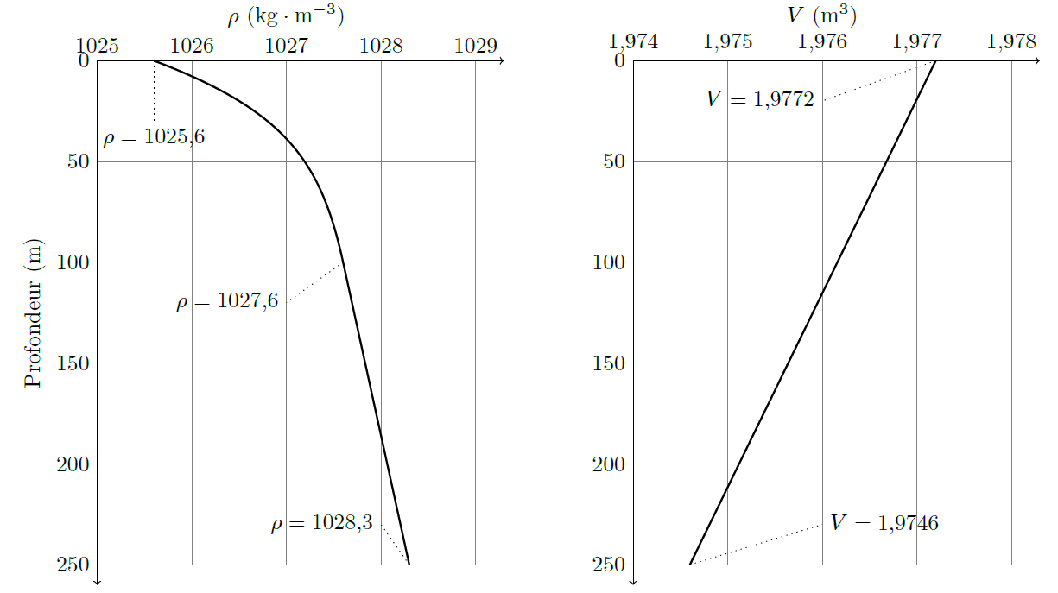 ρ (kg · m⁻³)
1025 1026 1027 1028 1029
0
50
100
150
200
250
Profondeur (m)
ρ = 1025,6
ρ = 1027,6
ρ = 1028,3
V (m³)
1,974 1,975 1,976 1,977 1,978
0
50
100
150
200
250
V = 1,9772
V = 1,9746